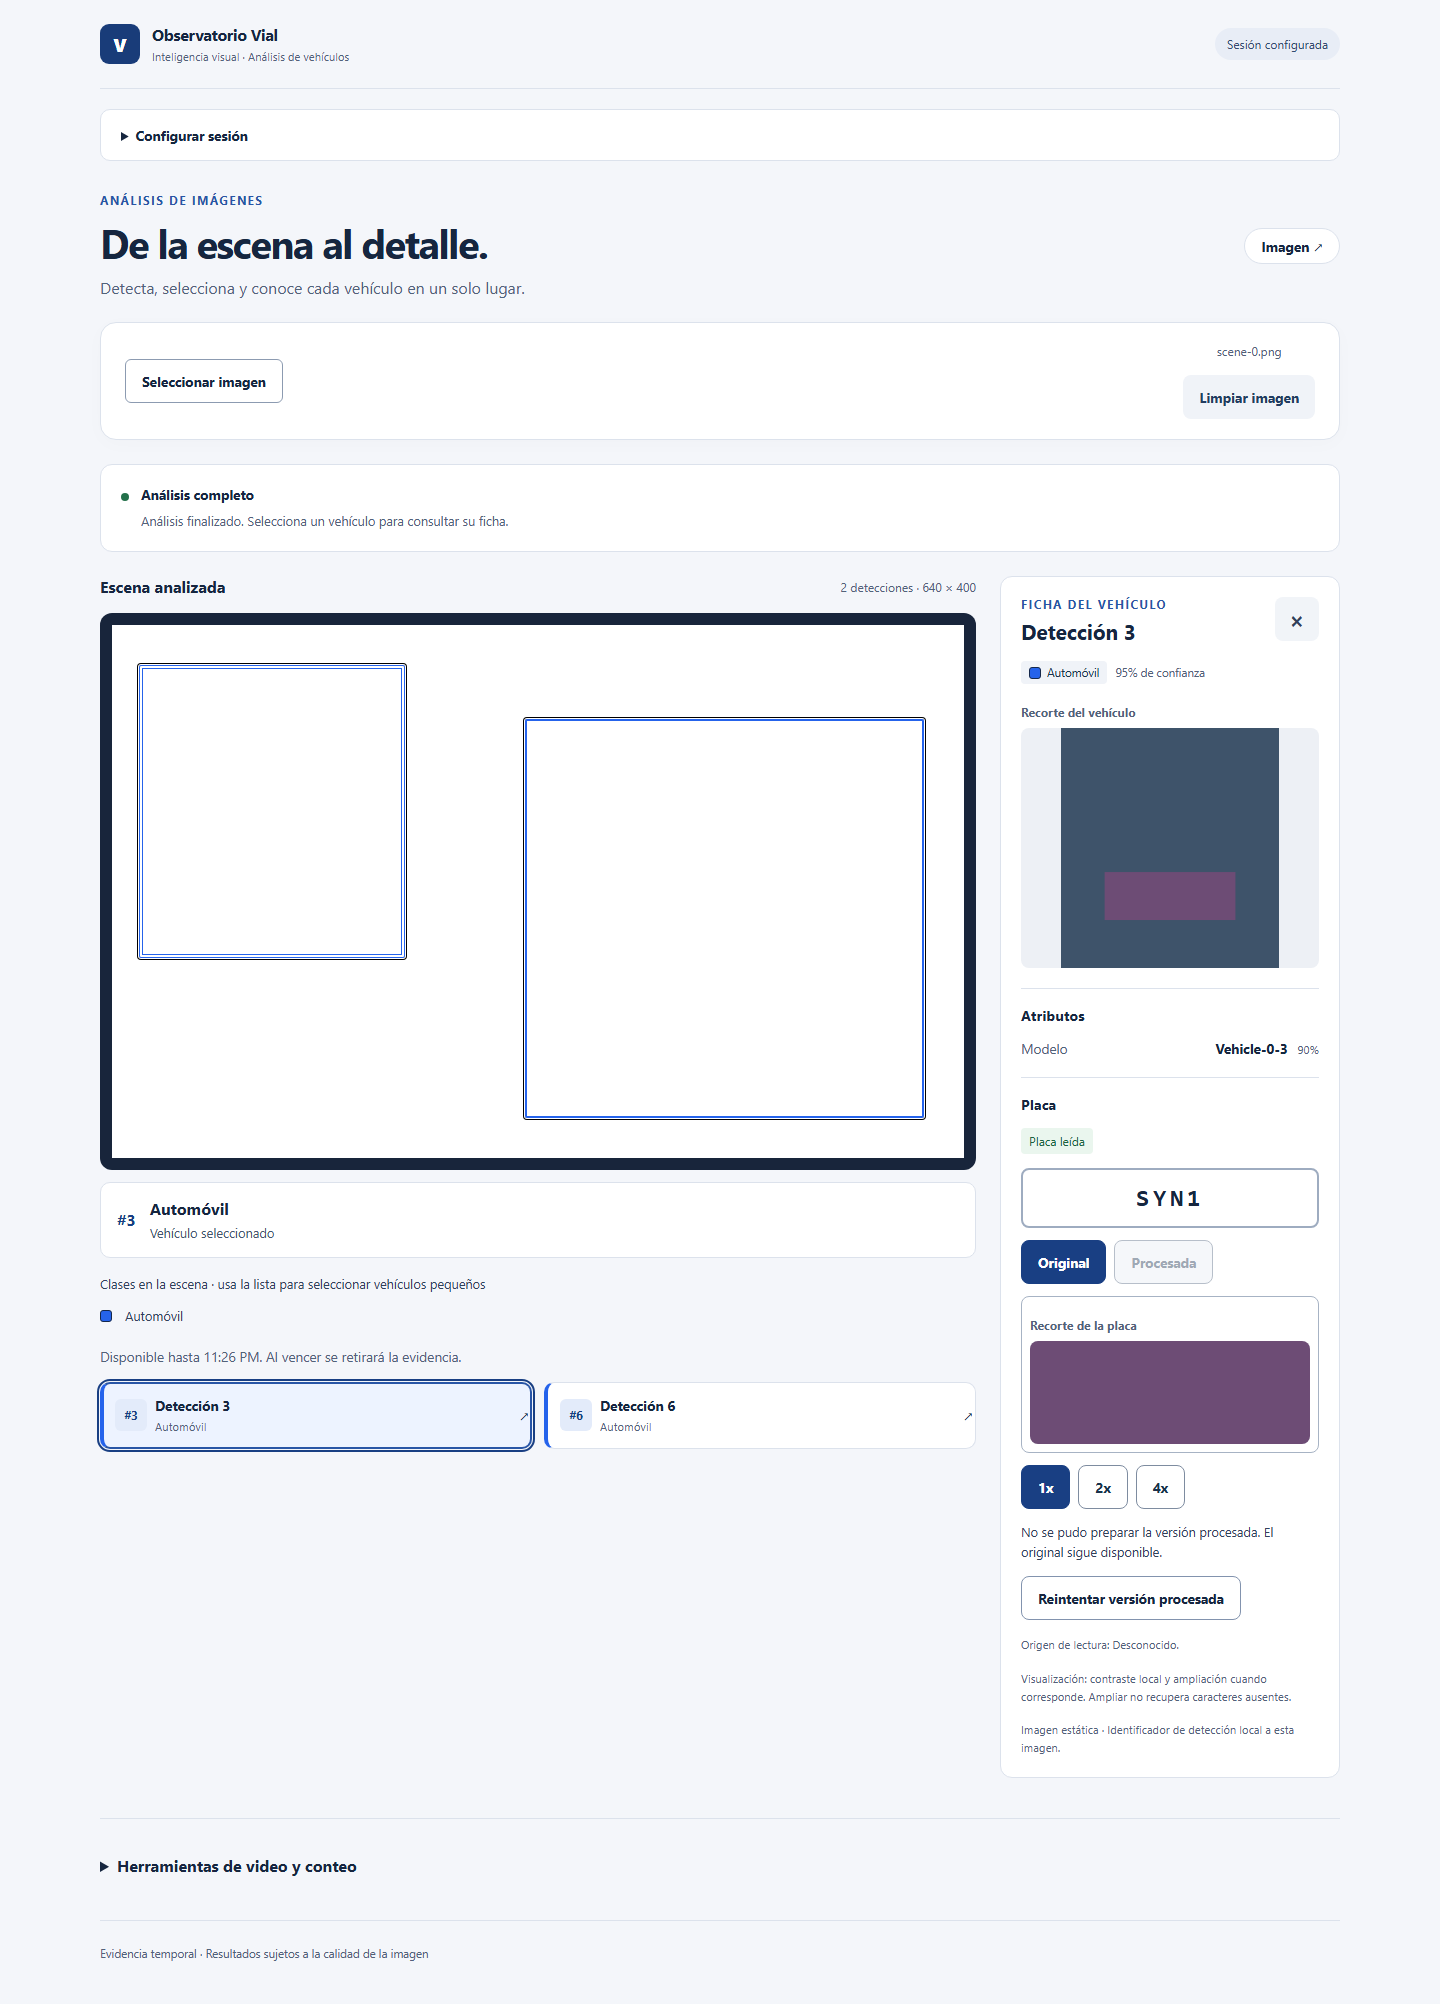 V
Observatorio Vial
Inteligencia visual · Análisis de vehículos
Sesión configurada
▶ Configurar sesión
ANÁLISIS DE IMÁGENES
De la escena al detalle.
Imagen ↗
Detecta, selecciona y conoce cada vehículo en un solo lugar.
Seleccionar imagen
scene-0.png
Limpiar imagen
Análisis completo
Análisis finalizado. Selecciona un vehículo para consultar su ficha.
Escena analizada
2 detecciones · 640 × 400
#3
Automóvil
Vehículo seleccionado
Clases en la escena · usa la lista para seleccionar vehículos pequeños
Automóvil
Disponible hasta 11:26 PM. Al vencer se retirará la evidencia.
#3
Detección 3
Automóvil
↗
#6
Detección 6
Automóvil
↗
FICHA DEL VEHÍCULO
Detección 3
×
Automóvil
95% de confianza
Recorte del vehículo
Atributos
Modelo
Vehicle-0-3 90%
Placa
Placa leída
SYN1
Original
Procesada
Recorte de la placa
1x
2x
4x
No se pudo preparar la versión procesada. El
original sigue disponible.
Reintentar versión procesada
Origen de lectura: Desconocido.
Visualización: contraste local y ampliación cuando
corresponde. Ampliar no recupera caracteres ausentes.
Imagen estática · Identificador de detección local a esta
imagen.
▶ Herramientas de video y conteo
Evidencia temporal · Resultados sujetos a la calidad de la imagen